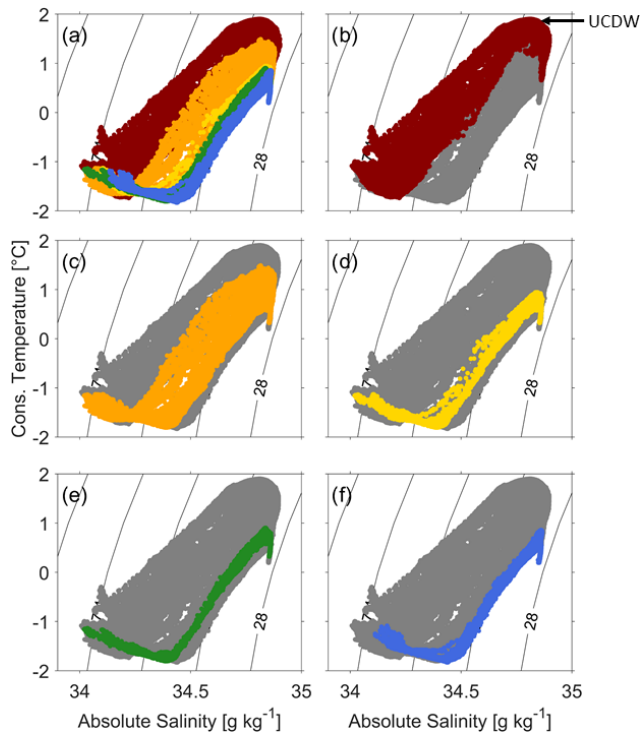 (a)
(b)
UCDW
2
1
0
-1
-2
28
28
(c)
(d)
2
1
0
-1
-2
28
28
Cons. Temperature [°C]
(e)
(f)
2
1
0
-1
-2
28
28
34
34.5
35
34
34.5
35
Absolute Salinity [g kg⁻¹]
Absolute Salinity [g kg⁻¹]